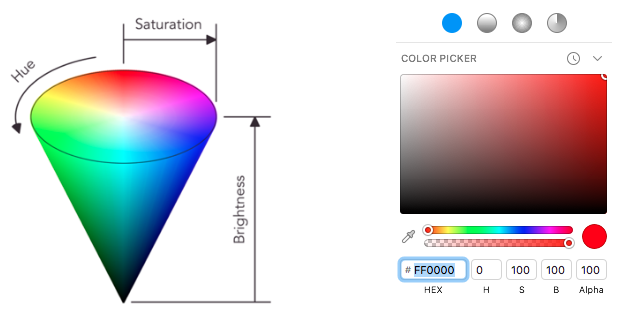 Saturation
Hue
Brightness
COLOR PICKER
# FF0000 0 100 100 100
HEX H S B Alpha